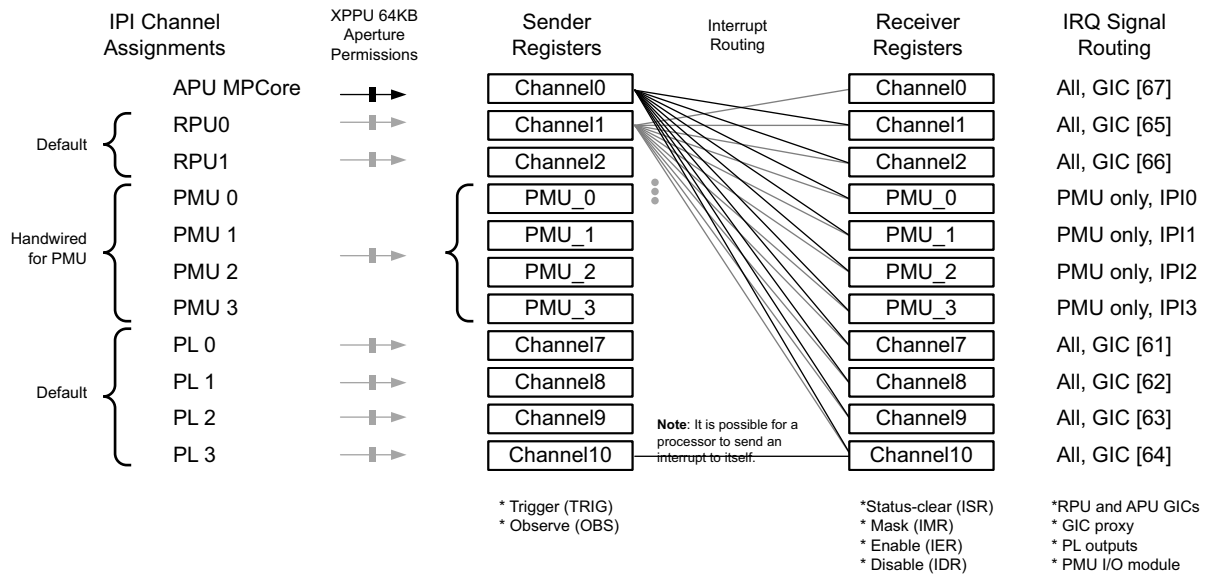 IPI Channel
Assignments
XPPU 64KB
Aperture
Permissions
Sender
Registers
Interrupt
Routing
Receiver
Registers
IRQ Signal
Routing
APU MPCore
Channel0
Channel0
All, GIC [67]
Default
RPU0
Channel1
Channel1
All, GIC [65]
RPU1
Channel2
Channel2
All, GIC [66]
Handwired
for PMU
PMU 0
PMU_0
PMU_0
PMU only, IPI0
PMU 1
PMU_1
PMU_1
PMU only, IPI1
PMU 2
PMU_2
PMU_2
PMU only, IPI2
PMU 3
PMU_3
PMU_3
PMU only, IPI3
Default
PL 0
Channel7
Channel7
All, GIC [61]
PL 1
Channel8
Channel8
All, GIC [62]
PL 2
Channel9
Channel9
All, GIC [63]
PL 3
Channel10
Channel10
All, GIC [64]
Note: It is possible for a
processor to send an
interrupt to itself.
* Trigger (TRIG)
* Observe (OBS)
*Status-clear (ISR)
* Mask (IMR)
* Enable (IER)
* Disable (IDR)
*RPU and APU GICs
* GIC proxy
* PL outputs
* PMU I/O module